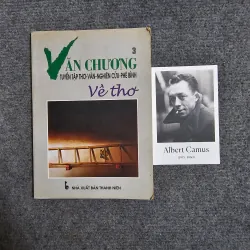 3
VĂN CHƯƠNG
TUYỂN TẬP THƠ-VĂN-NGHIÊN CỨU-PHÊ BÌNH
Về thơ
NHÀ XUẤT BẢN THANH NIÊN
Albert Camus